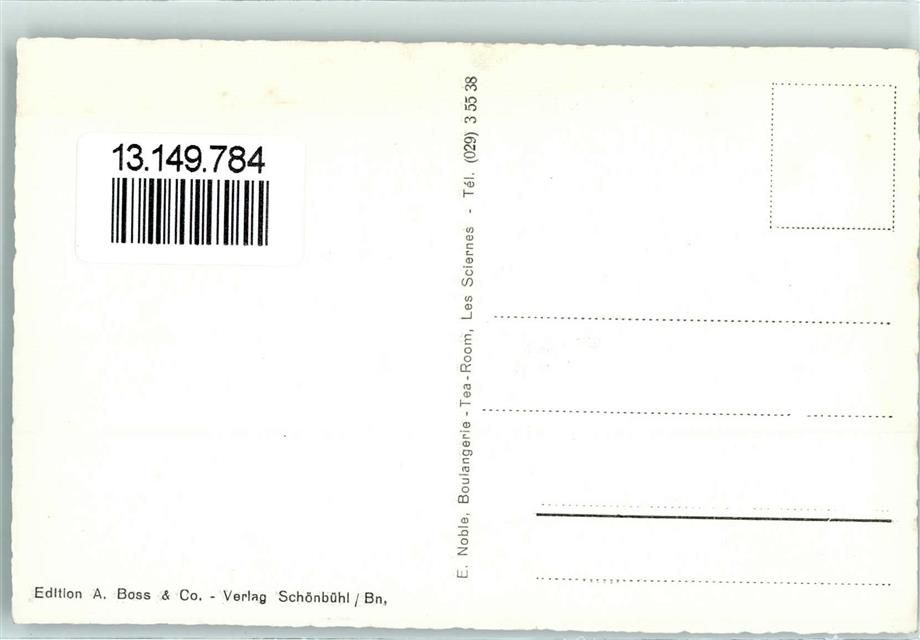 13.149.784
E. Noble, Boulangerie - Tea-Room, Les Sciernes - Tél. (029) 3 55 38
Edition A. Boss & Co. - Verlag Schönbühl / Bn,